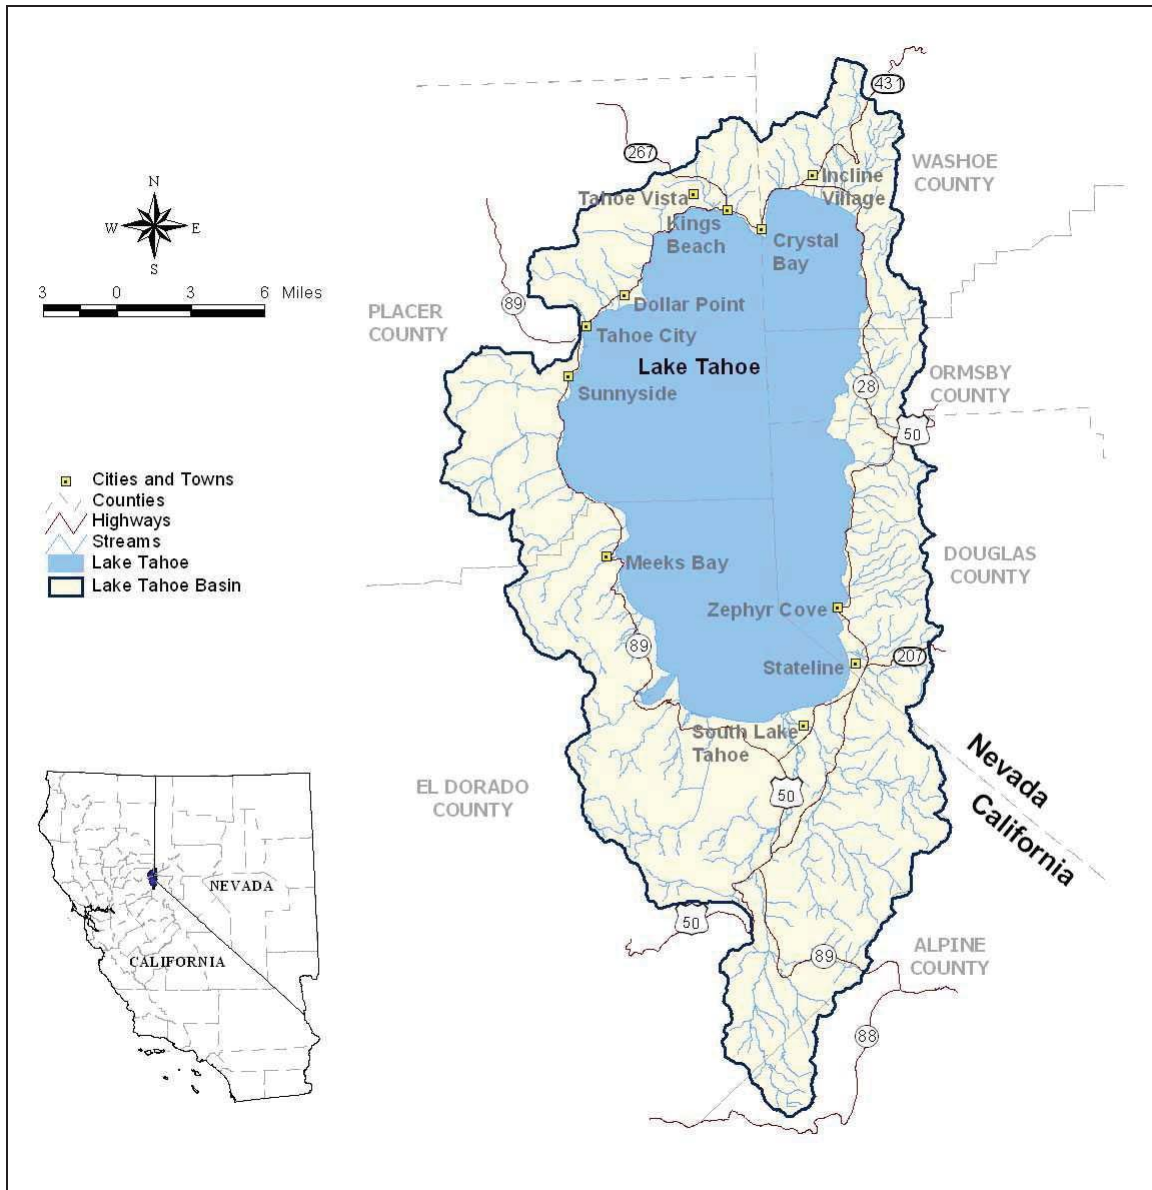 431
267
WASHOE
COUNTY
Incline
Village
Tahoe Vista
Kings
Beach
Crystal
Bay
N
W
E
S
3
0
3
6
Miles
89
PLACER
COUNTY
Dollar Point
Tahoe City
Lake Tahoe
Sunnyside
28
ORMSBY
COUNTY
50
Cities and Towns
Counties
Highways
Streams
Lake Tahoe
Lake Tahoe Basin
Meeks Bay
DOUGLAS
COUNTY
Zephyr Cove
89
Stateline
207
South Lake
Tahoe
50
Nevada
California
EL DORADO
COUNTY
NEVADA
CALIFORNIA
50
89
ALPINE
COUNTY
88